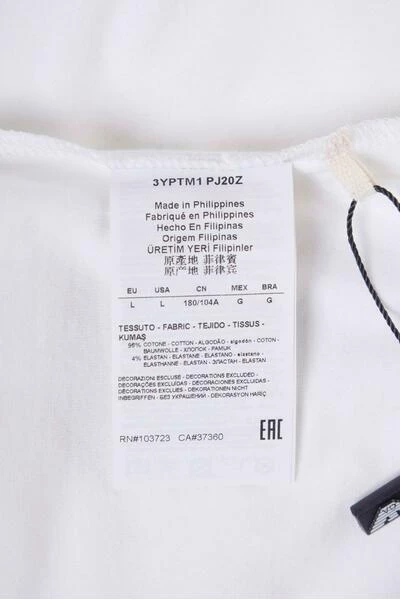 3YPTM1 PJ20Z
Made in Philippines
Fabriqué en Philippines
Hecho En Filipinas
Origem Filipinas
ÜRETİM YERİ Filipinler
原產地 菲律賓
原产地 菲律宾
EU USA CN MEX BRA
L L 180/104A G G
TESSUTO - FABRIC - TEJIDO - TISSUS -
KUMAŞ
96% COTONE - COTTON - ALGODÃO - algodón - COTTON -
BAUMWOLLE - ХЛОПОК - PAMUK
4% ELASTAN - ELASTANE - ELASTANO - elastano -
ELASTHANNE - ELASTAN - ЭЛАСТАН - ELASTAN
DECORAZIONI ESCLUSE - DECORATIONS EXCLUDED -
DECORAÇÕES EXCLUÍDAS - DECORACIONES EXCLUIDAS -
DÉCORATIONS EXCLUES - DEKORATIONEN NICHT
INBEGRIFFEN - БЕЗ УКРАШЕНИЙ - DEKORASYON HARİÇ
RN#103723 CA#37360 EAC